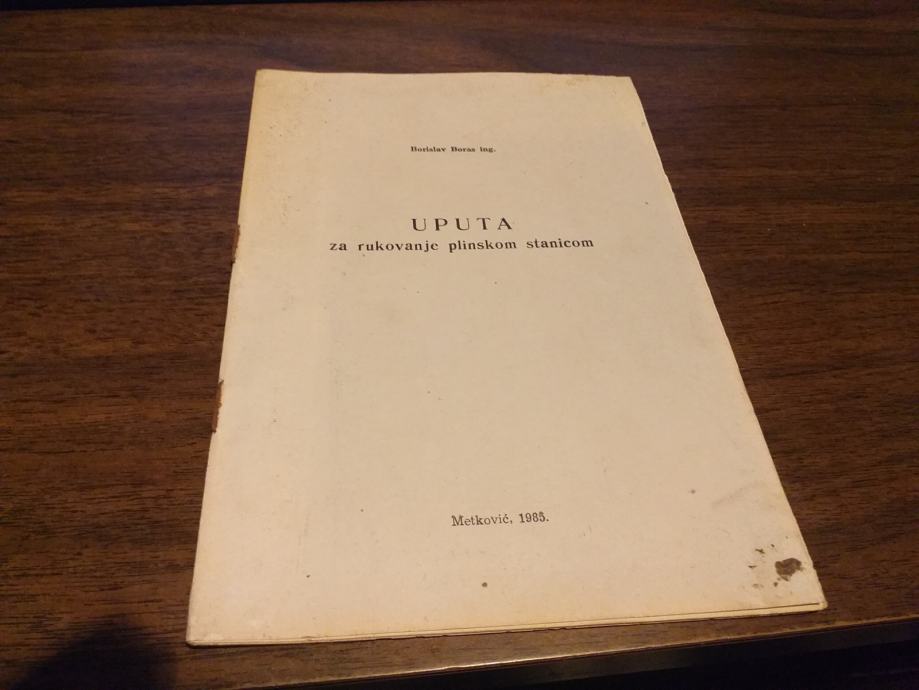 Borislav Boras ing.
UPUTA
za rukovanje plinskom stanicom
Metković, 1985.